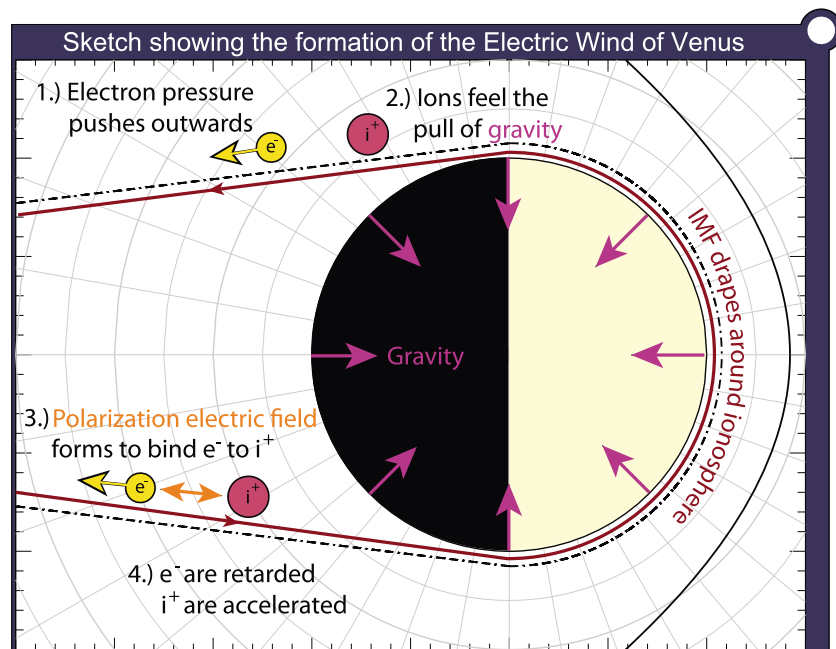 Sketch showing the formation of the Electric Wind of Venus
1.) Electron pressure
pushes outwards
e-
i+
2.) Ions feel the
pull of gravity
IMF drapes around ionosphere
Gravity
3.) Polarization electric field
forms to bind e- to i+
e-
i+
4.) e- are retarded
i+ are accelerated